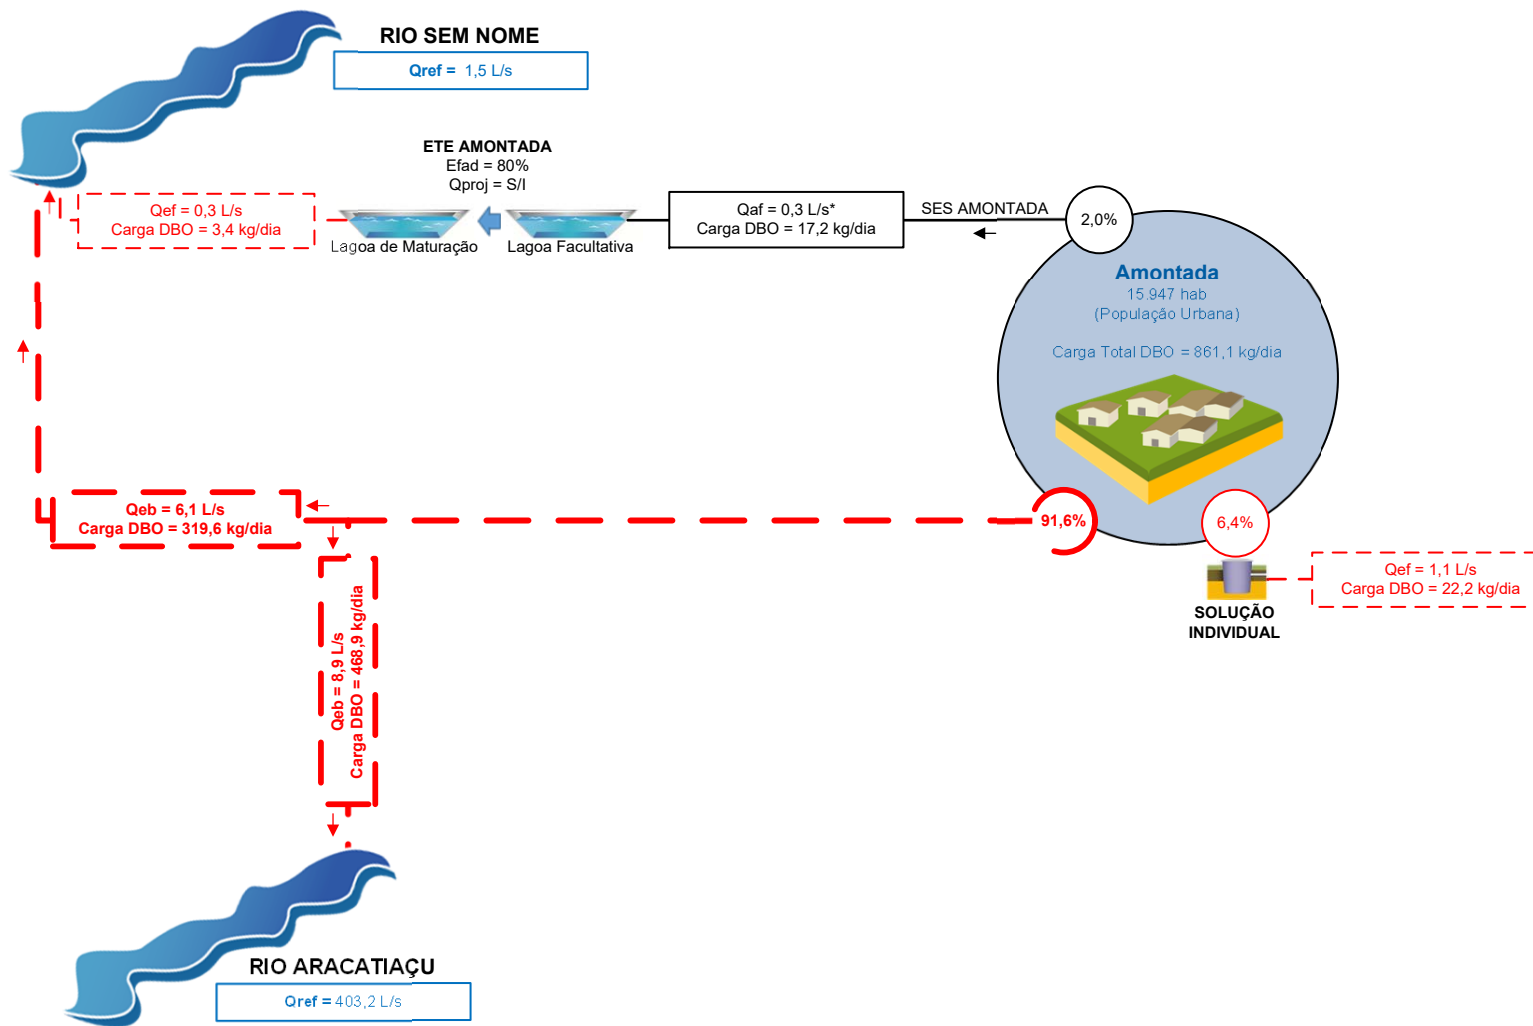 RIO SEM NOME
Qref = 1,5 L/s
ETE AMONTADA
Efad = 80%
Qproj = S/I
Qef = 0,3 L/s
Carga DBO = 3,4 kg/dia
Lagoa de Maturação
Lagoa Facultativa
Qaf = 0,3 L/s*
Carga DBO = 17,2 kg/dia
SES AMONTADA
2,0%
Amontada
15.947 hab
(População Urbana)
Carga Total DBO = 861,1 kg/dia
Qeb = 6,1 L/s
Carga DBO = 319,6 kg/dia
91,6%
6,4%
Qef = 1,1 L/s
Carga DBO = 22,2 kg/dia
SOLUÇÃO
INDIVIDUAL
Qeb = 8,9 L/s
Carga DBO = 468,9 kg/dia
RIO ARACATIAÇU
Qref = 403,2 L/s